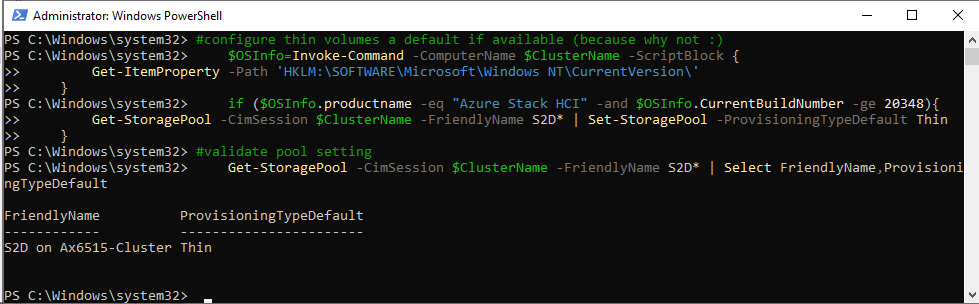 Administrator: Windows PowerShell
PS C:\Windows\system32> #configure thin volumes a default if available (because why not :)
PS C:\Windows\system32>     $OSInfo=Invoke-Command -ComputerName $ClusterName -ScriptBlock {
>>         Get-ItemProperty -Path 'HKLM:\SOFTWARE\Microsoft\Windows NT\CurrentVersion\'
>>     }
PS C:\Windows\system32>     if ($OSInfo.productname -eq "Azure Stack HCI" -and $OSInfo.CurrentBuildNumber -ge 20348){
>>         Get-StoragePool -CimSession $ClusterName -FriendlyName S2D* | Set-StoragePool -ProvisioningTypeDefault Thin
>>     }
PS C:\Windows\system32> #validate pool setting
PS C:\Windows\system32>     Get-StoragePool -CimSession $ClusterName -FriendlyName S2D* | Select FriendlyName,Provisioni
ngTypeDefault
FriendlyName          ProvisioningTypeDefault
------------          -----------------------
S2D on Ax6515-Cluster Thin
PS C:\Windows\system32>